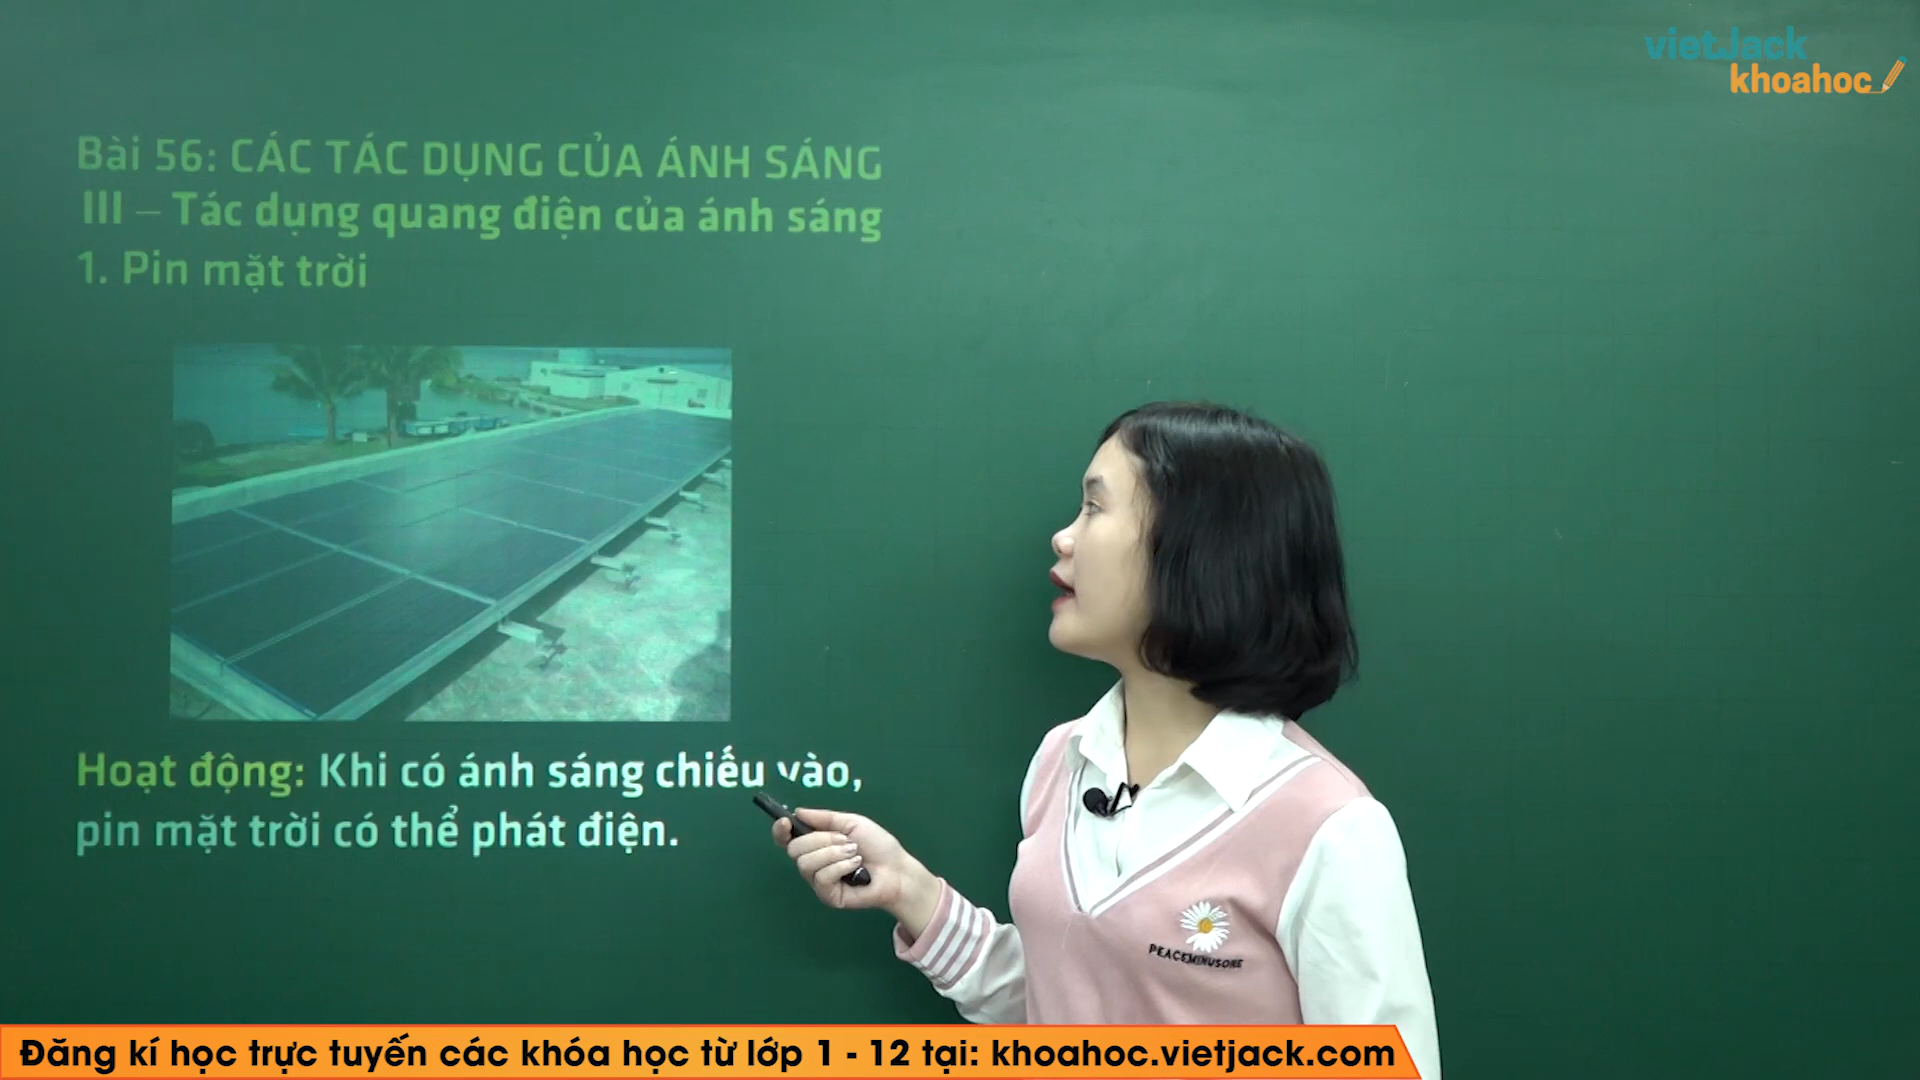 vietJack
khoahoc
Bài 56: CÁC TÁC DỤNG CỦA ÁNH SÁNG
III – Tác dụng quang điện của ánh sáng
1. Pin mặt trời
Hoạt động: Khi có ánh sáng chiếu vào,
pin mặt trời có thể phát điện.
PEACEMINUSONE
Đăng kí học trực tuyến các khóa học từ lớp 1 - 12 tại: khoahoc.vietjack.com